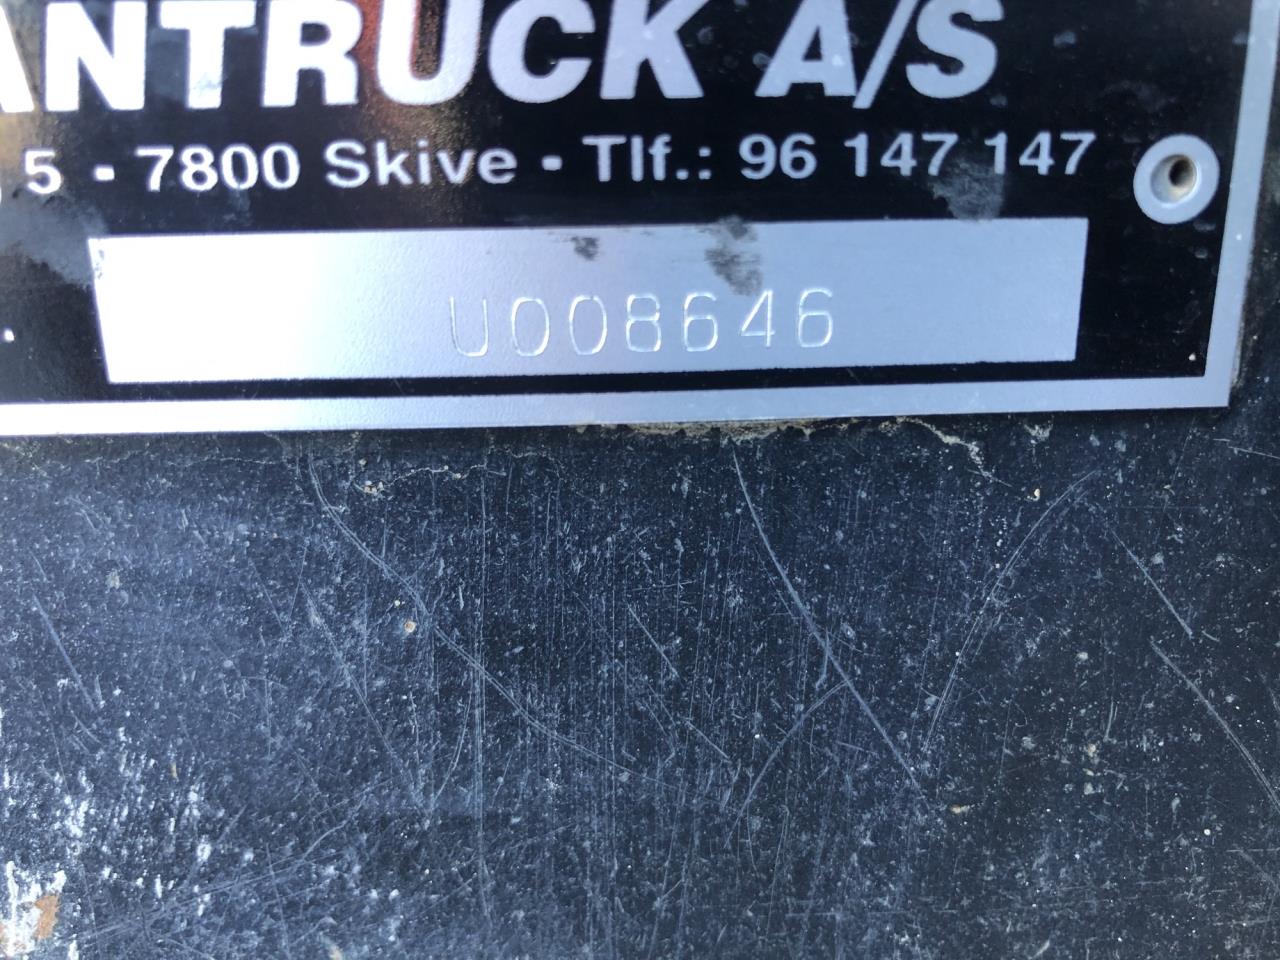 ANTRUCK A/S
5 - 7800 Skive - Tlf.: 96 147 147
U008646